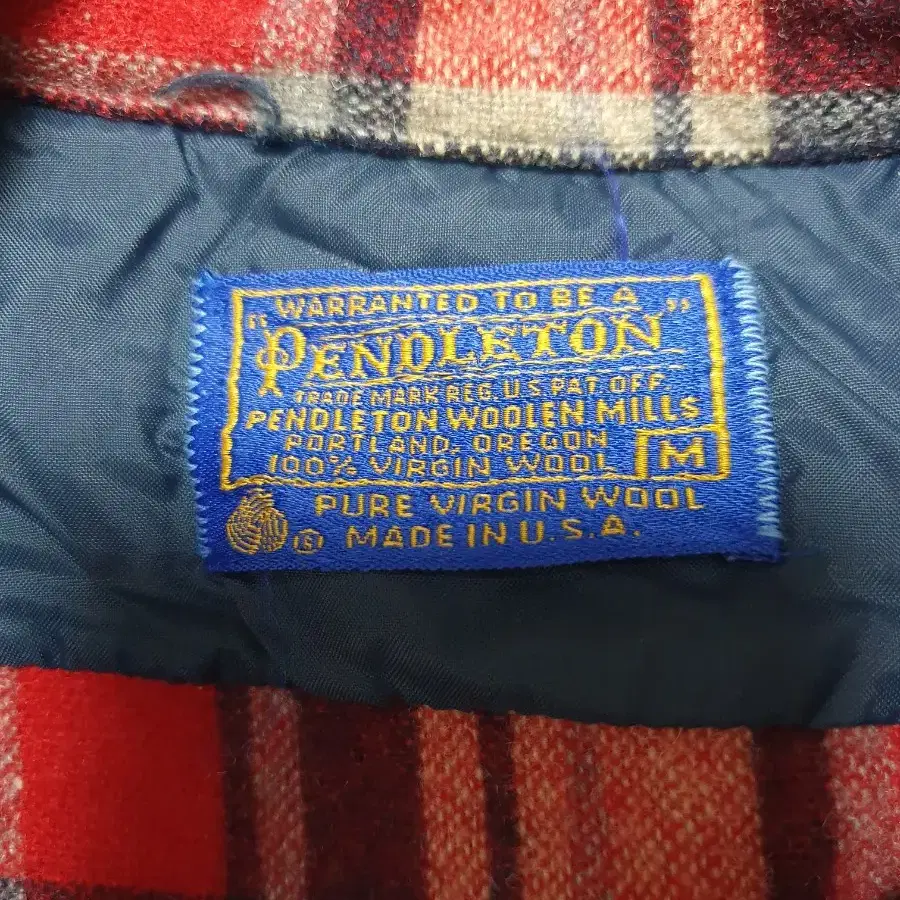 WARRANTED TO BE A
"PENDLETON"
TRADE MARK REG. U.S. PAT. OFF.
PENDLETON WOOLEN MILLS
PORTLAND, OREGON
100% VIRGIN WOOL M
PURE VIRGIN WOOL
MADE IN U.S.A.